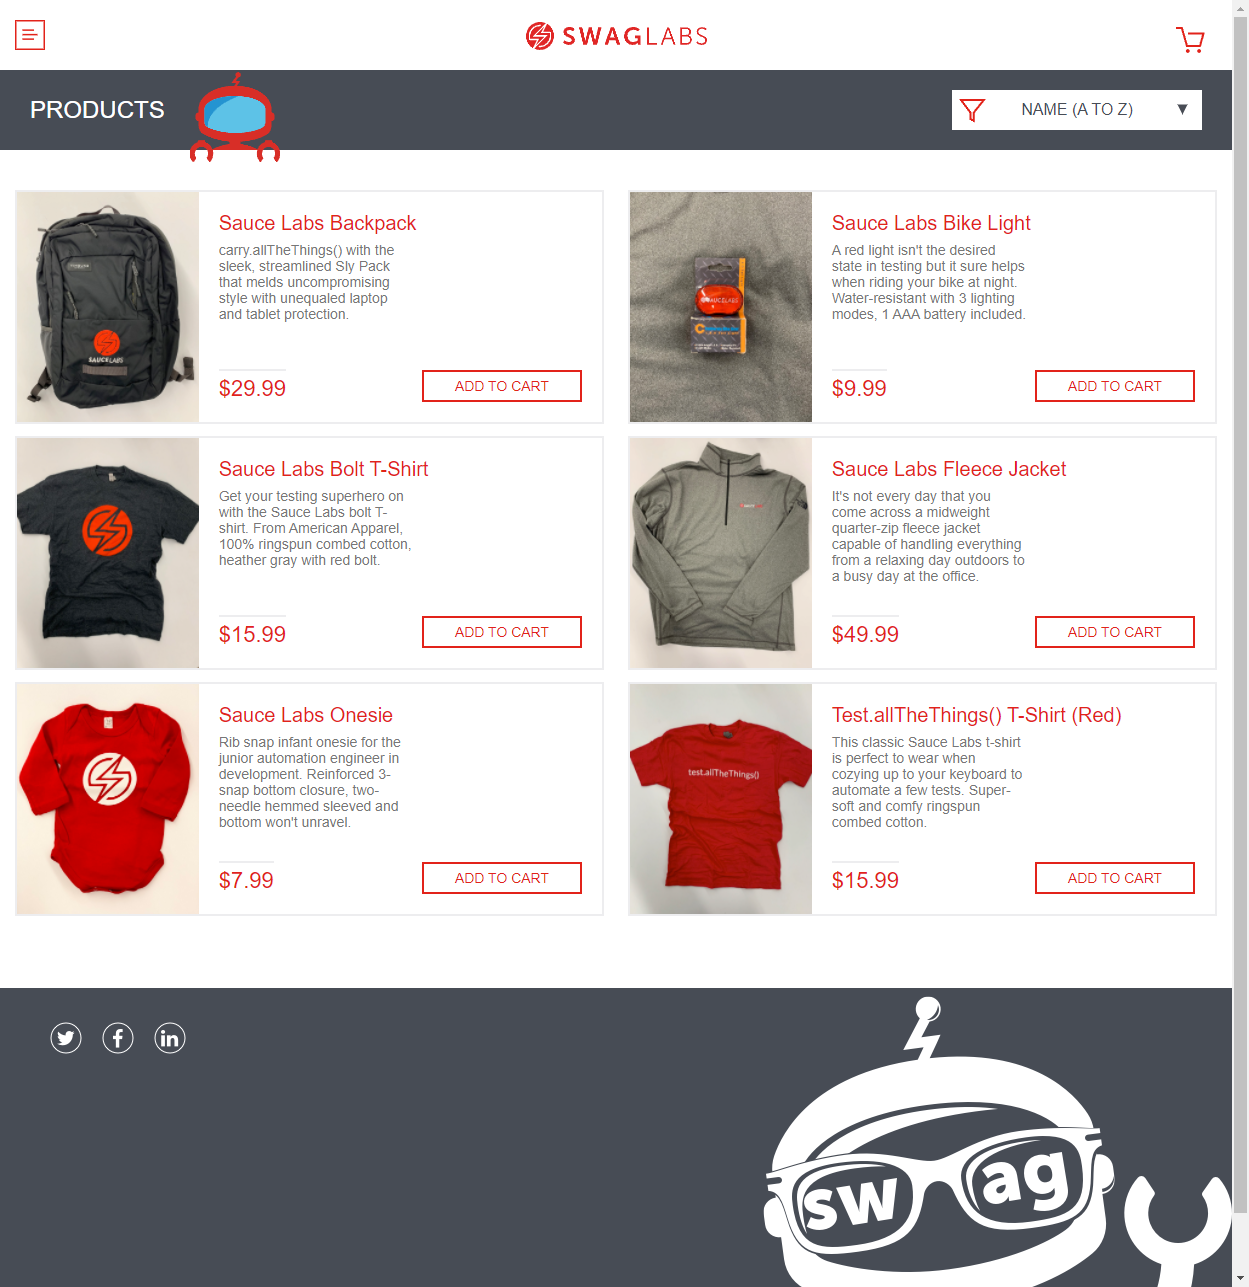 SWAGLABS
PRODUCTS
NAME (A TO Z)
Sauce Labs Backpack
carry.allTheThings() with the
sleek, streamlined Sly Pack
that melds uncompromising
style with unequaled laptop
and tablet protection.
SAUCELABS
$29.99
ADD TO CART
Sauce Labs Bike Light
A red light isn't the desired
state in testing but it sure helps
when riding your bike at night.
Water-resistant with 3 lighting
modes, 1 AAA battery included.
SAUCELABS
$9.99
ADD TO CART
Sauce Labs Bolt T-Shirt
Get your testing superhero on
with the Sauce Labs bolt T-
shirt. From American Apparel,
100% ringspun combed cotton,
heather gray with red bolt.
$15.99
ADD TO CART
Sauce Labs Fleece Jacket
It's not every day that you
come across a midweight
quarter-zip fleece jacket
capable of handling everything
from a relaxing day outdoors to
a busy day at the office.
$49.99
ADD TO CART
Sauce Labs Onesie
Rib snap infant onesie for the
junior automation engineer in
development. Reinforced 3-
snap bottom closure, two-
needle hemmed sleeved and
bottom won't unravel.
$7.99
ADD TO CART
Test.allTheThings() T-Shirt (Red)
This classic Sauce Labs t-shirt
is perfect to wear when
cozying up to your keyboard to
automate a few tests. Super-
soft and comfy ringspun
combed cotton.
test.allTheThings()
$15.99
ADD TO CART
swag